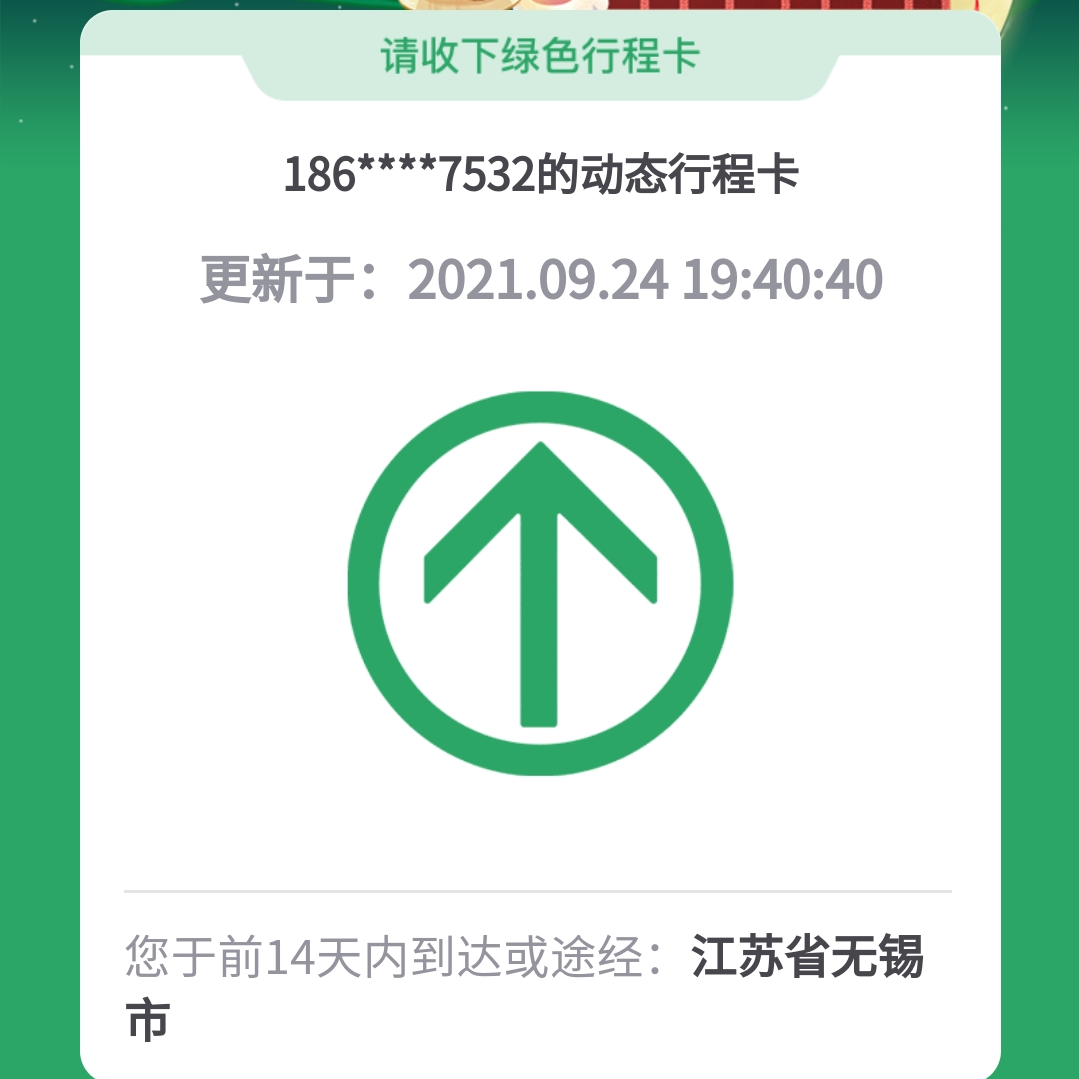 请收下绿色行程卡
186****7532的动态行程卡
更新于：2021.09.24 19:40:40
您于前14天内到达或途经：江苏省无锡
市